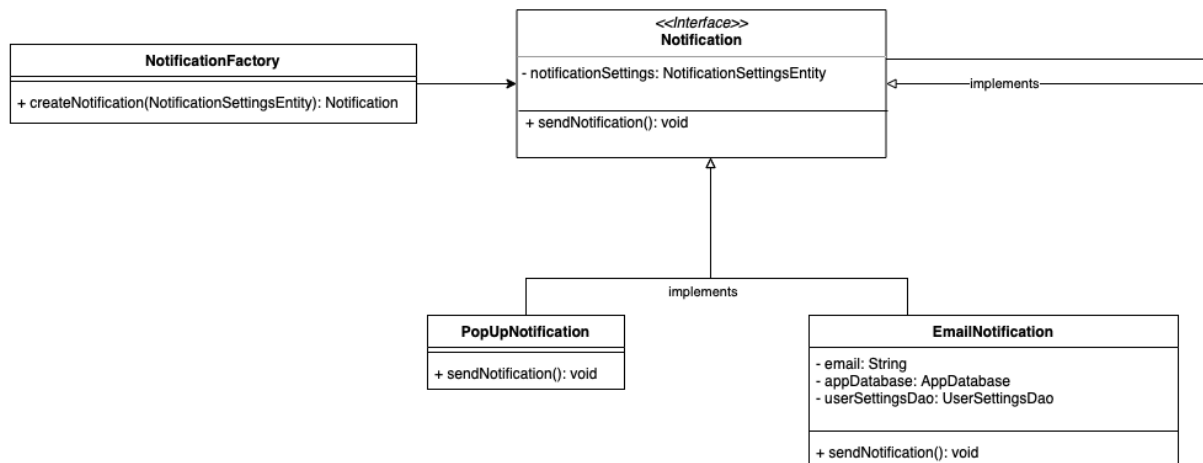 <<Interface>>
Notification
- notificationSettings: NotificationSettingsEntity
+ sendNotification(): void
NotificationFactory
+ createNotification(NotificationSettingsEntity): Notification
implements
implements
PopUpNotification
+ sendNotification(): void
EmailNotification
- email: String
- appDatabase: AppDatabase
- userSettingsDao: UserSettingsDao
+ sendNotification(): void